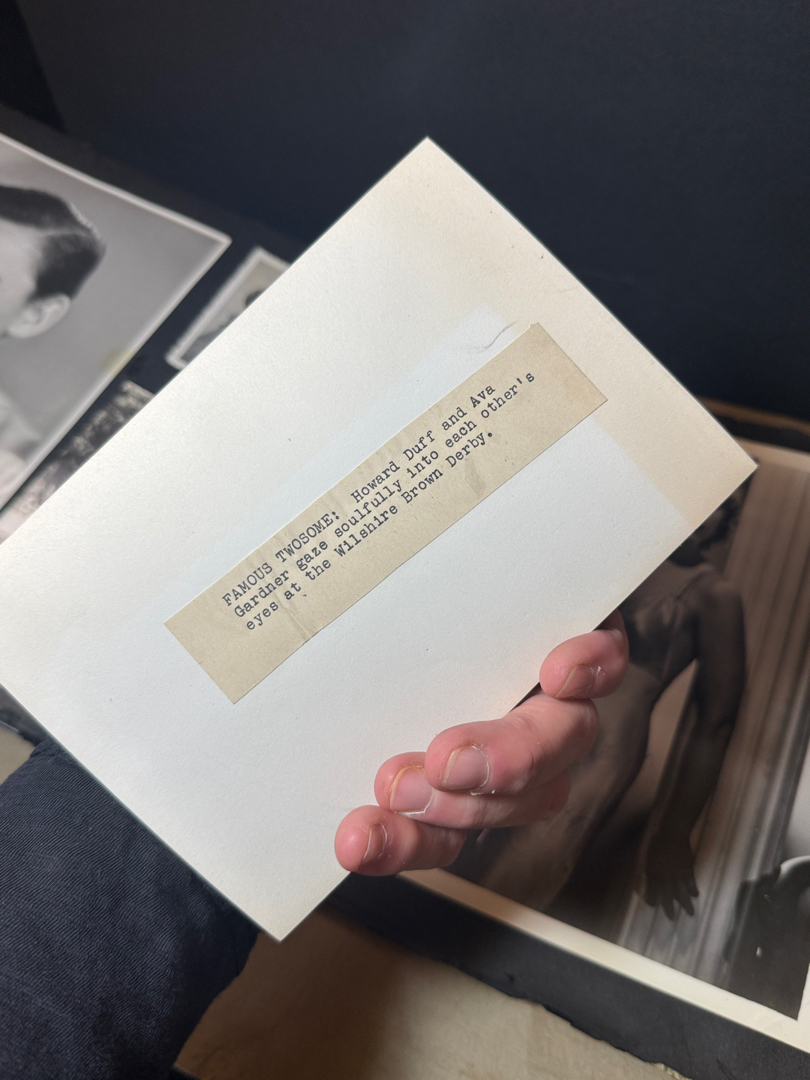 FAMOUS TWOSOME: Howard Duff and Ava
Gardner gaze soulfully into each other's
eyes at the Wilshire Brown Derby.